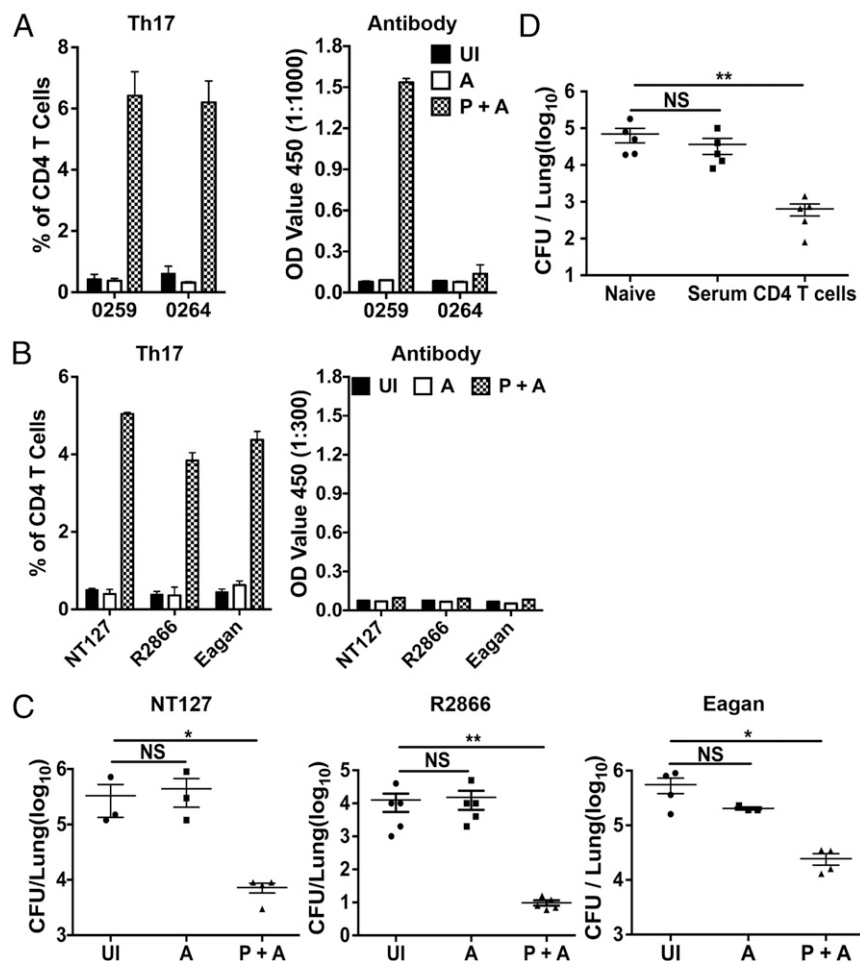 A
Th17
% of CD4 T Cells
8
6
4
2
0
0259
0264
Antibody
OD Value 450 (1:1000)
1.8
1.5
1.2
0.9
0.6
0.3
0.0
0259
0264
UI
A
P + A
D
CFU / Lung(log10)
6
5
4
3
2
1
**
NS
Naive
Serum
CD4 T cells
B
Th17
% of CD4 T Cells
6
4
2
0
NT127
R2866
Eagan
Antibody
UI
A
P + A
OD Value 450 (1:300)
1.8
1.5
1.2
0.9
0.6
0.3
0.0
NT127
R2866
Eagan
C
NT127
CFU/Lung(log10)
6
5
4
3
*
NS
UI
A
P + A
R2866
CFU/Lung(log10)
5
4
3
2
1
0
**
NS
UI
A
P + A
Eagan
CFU / Lung(log10)
6
5
4
3
*
NS
UI
A
P + A